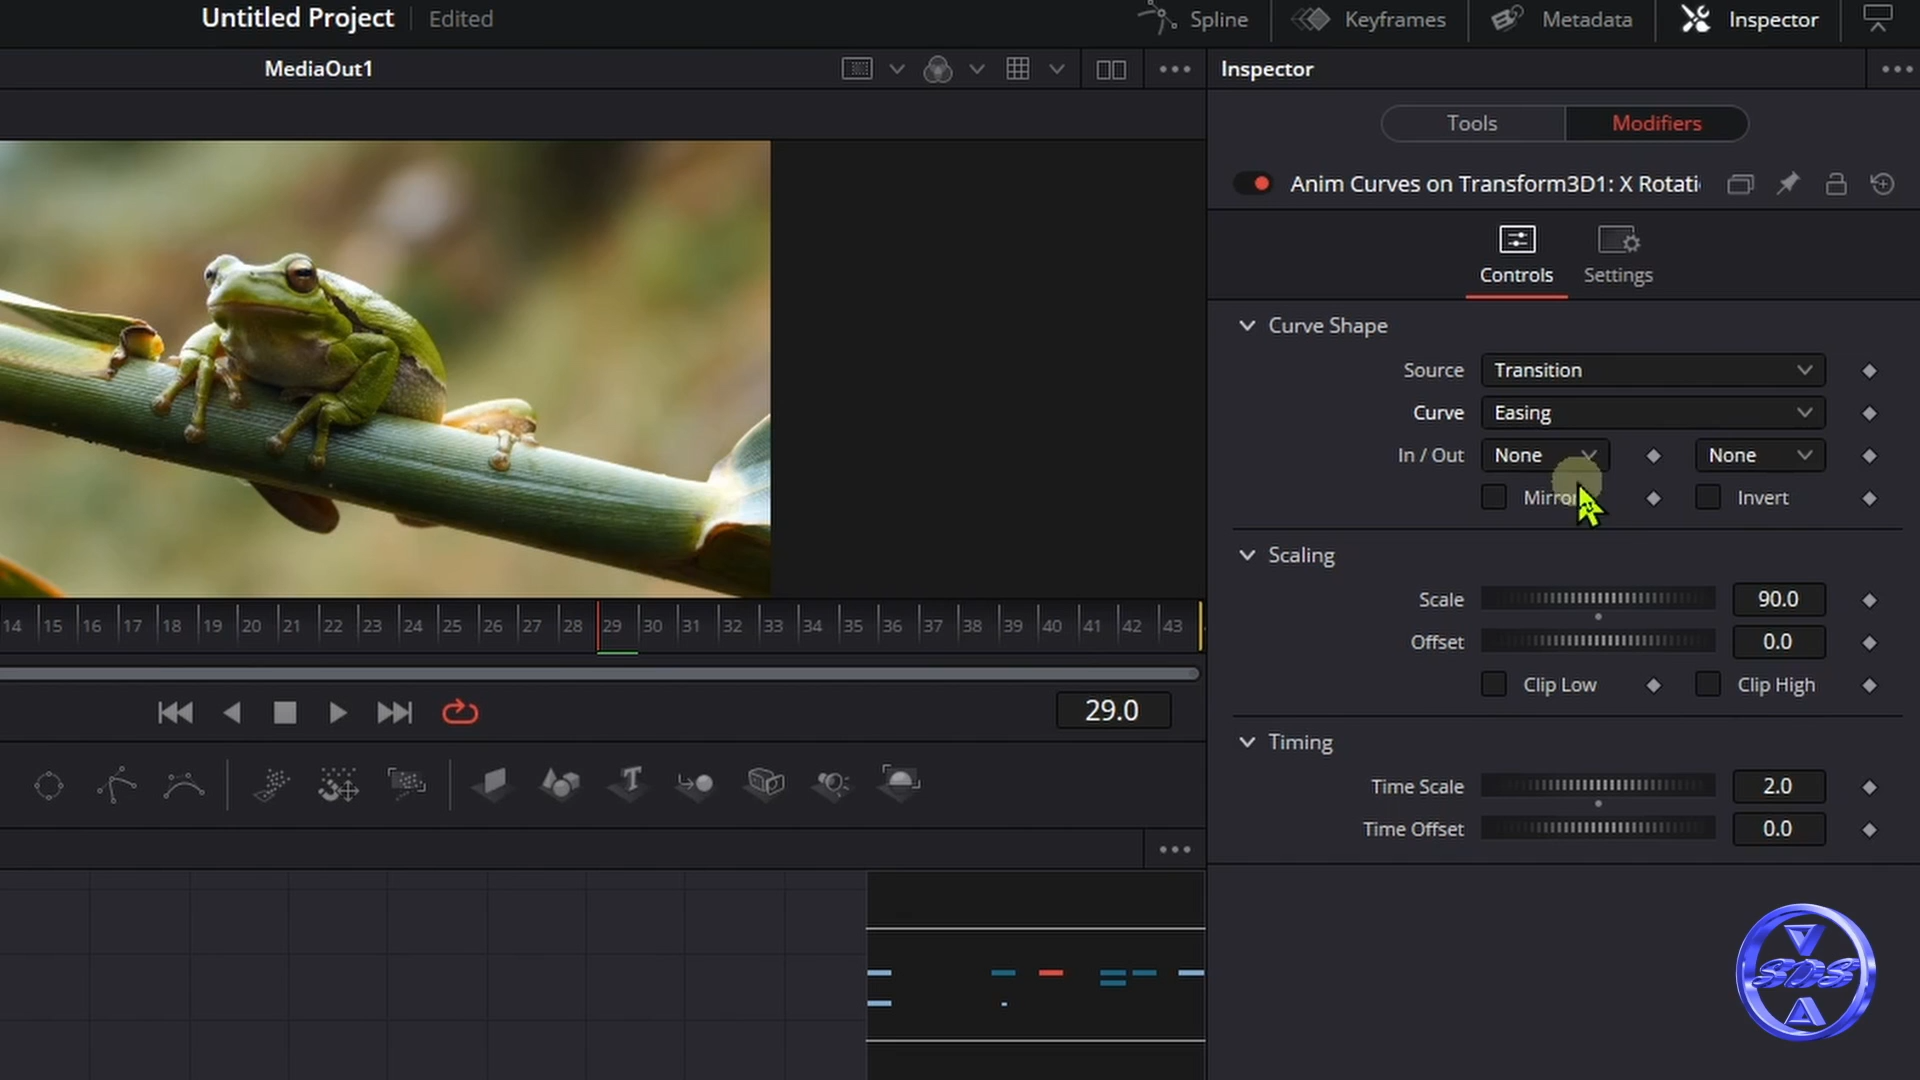 Untitled Project
Edited
Spline
Keyframes
Metadata
Inspector
MediaOut1
Inspector
Tools
Modifiers
Anim Curves on Transform3D1: X Rotati
Controls
Settings
Curve Shape
Source
Transition
Curve
Easing
In / Out
None
None
Mirror
Invert
Scaling
Scale
90.0
Offset
0.0
Clip Low
Clip High
14 15 16 17 18 19 20 21 22 23 24 25 26 27 28 29 30 31 32 33 34 35 36 37 38 39 40 41 42 43
29.0
Timing
Time Scale
2.0
Time Offset
0.0
SDS